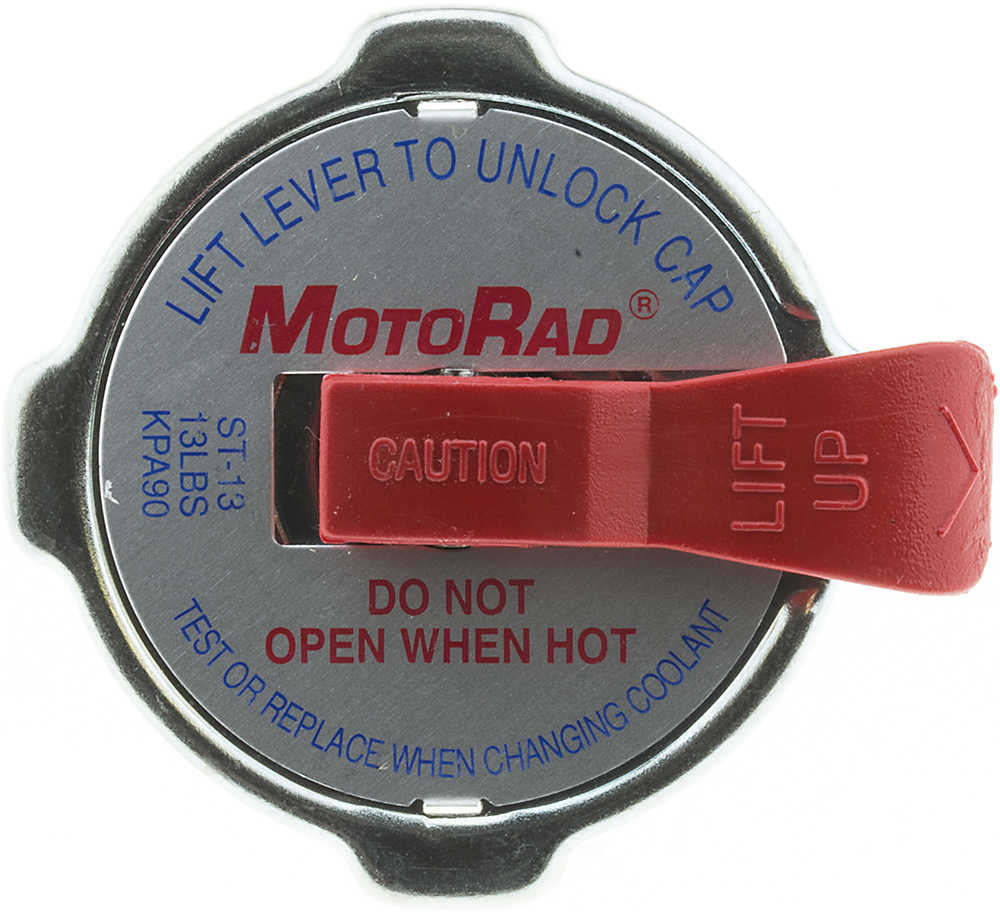 LIFT LEVER TO UNLOCK CAP
MOTORAD®
ST-13
13LBS
KPA90
CAUTION
LIFT
UP
DO NOT
OPEN WHEN HOT
TEST OR REPLACE WHEN CHANGING COOLANT